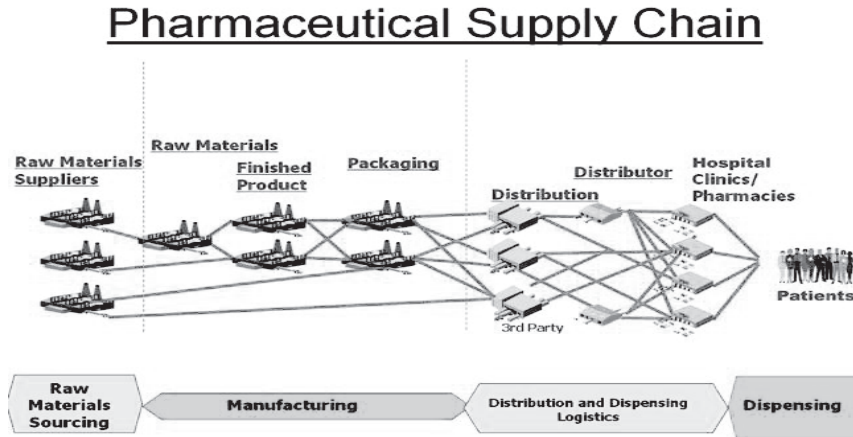 Pharmaceutical Supply Chain
Raw Materials
Suppliers
Raw Materials
Finished
Product
Packaging
Distribution
Distributor
Hospital
Clinics/
Pharmacies
3rd Party
Patients
Raw
Materials
Sourcing
Manufacturing
Distribution and Dispensing
Logistics
Dispensing